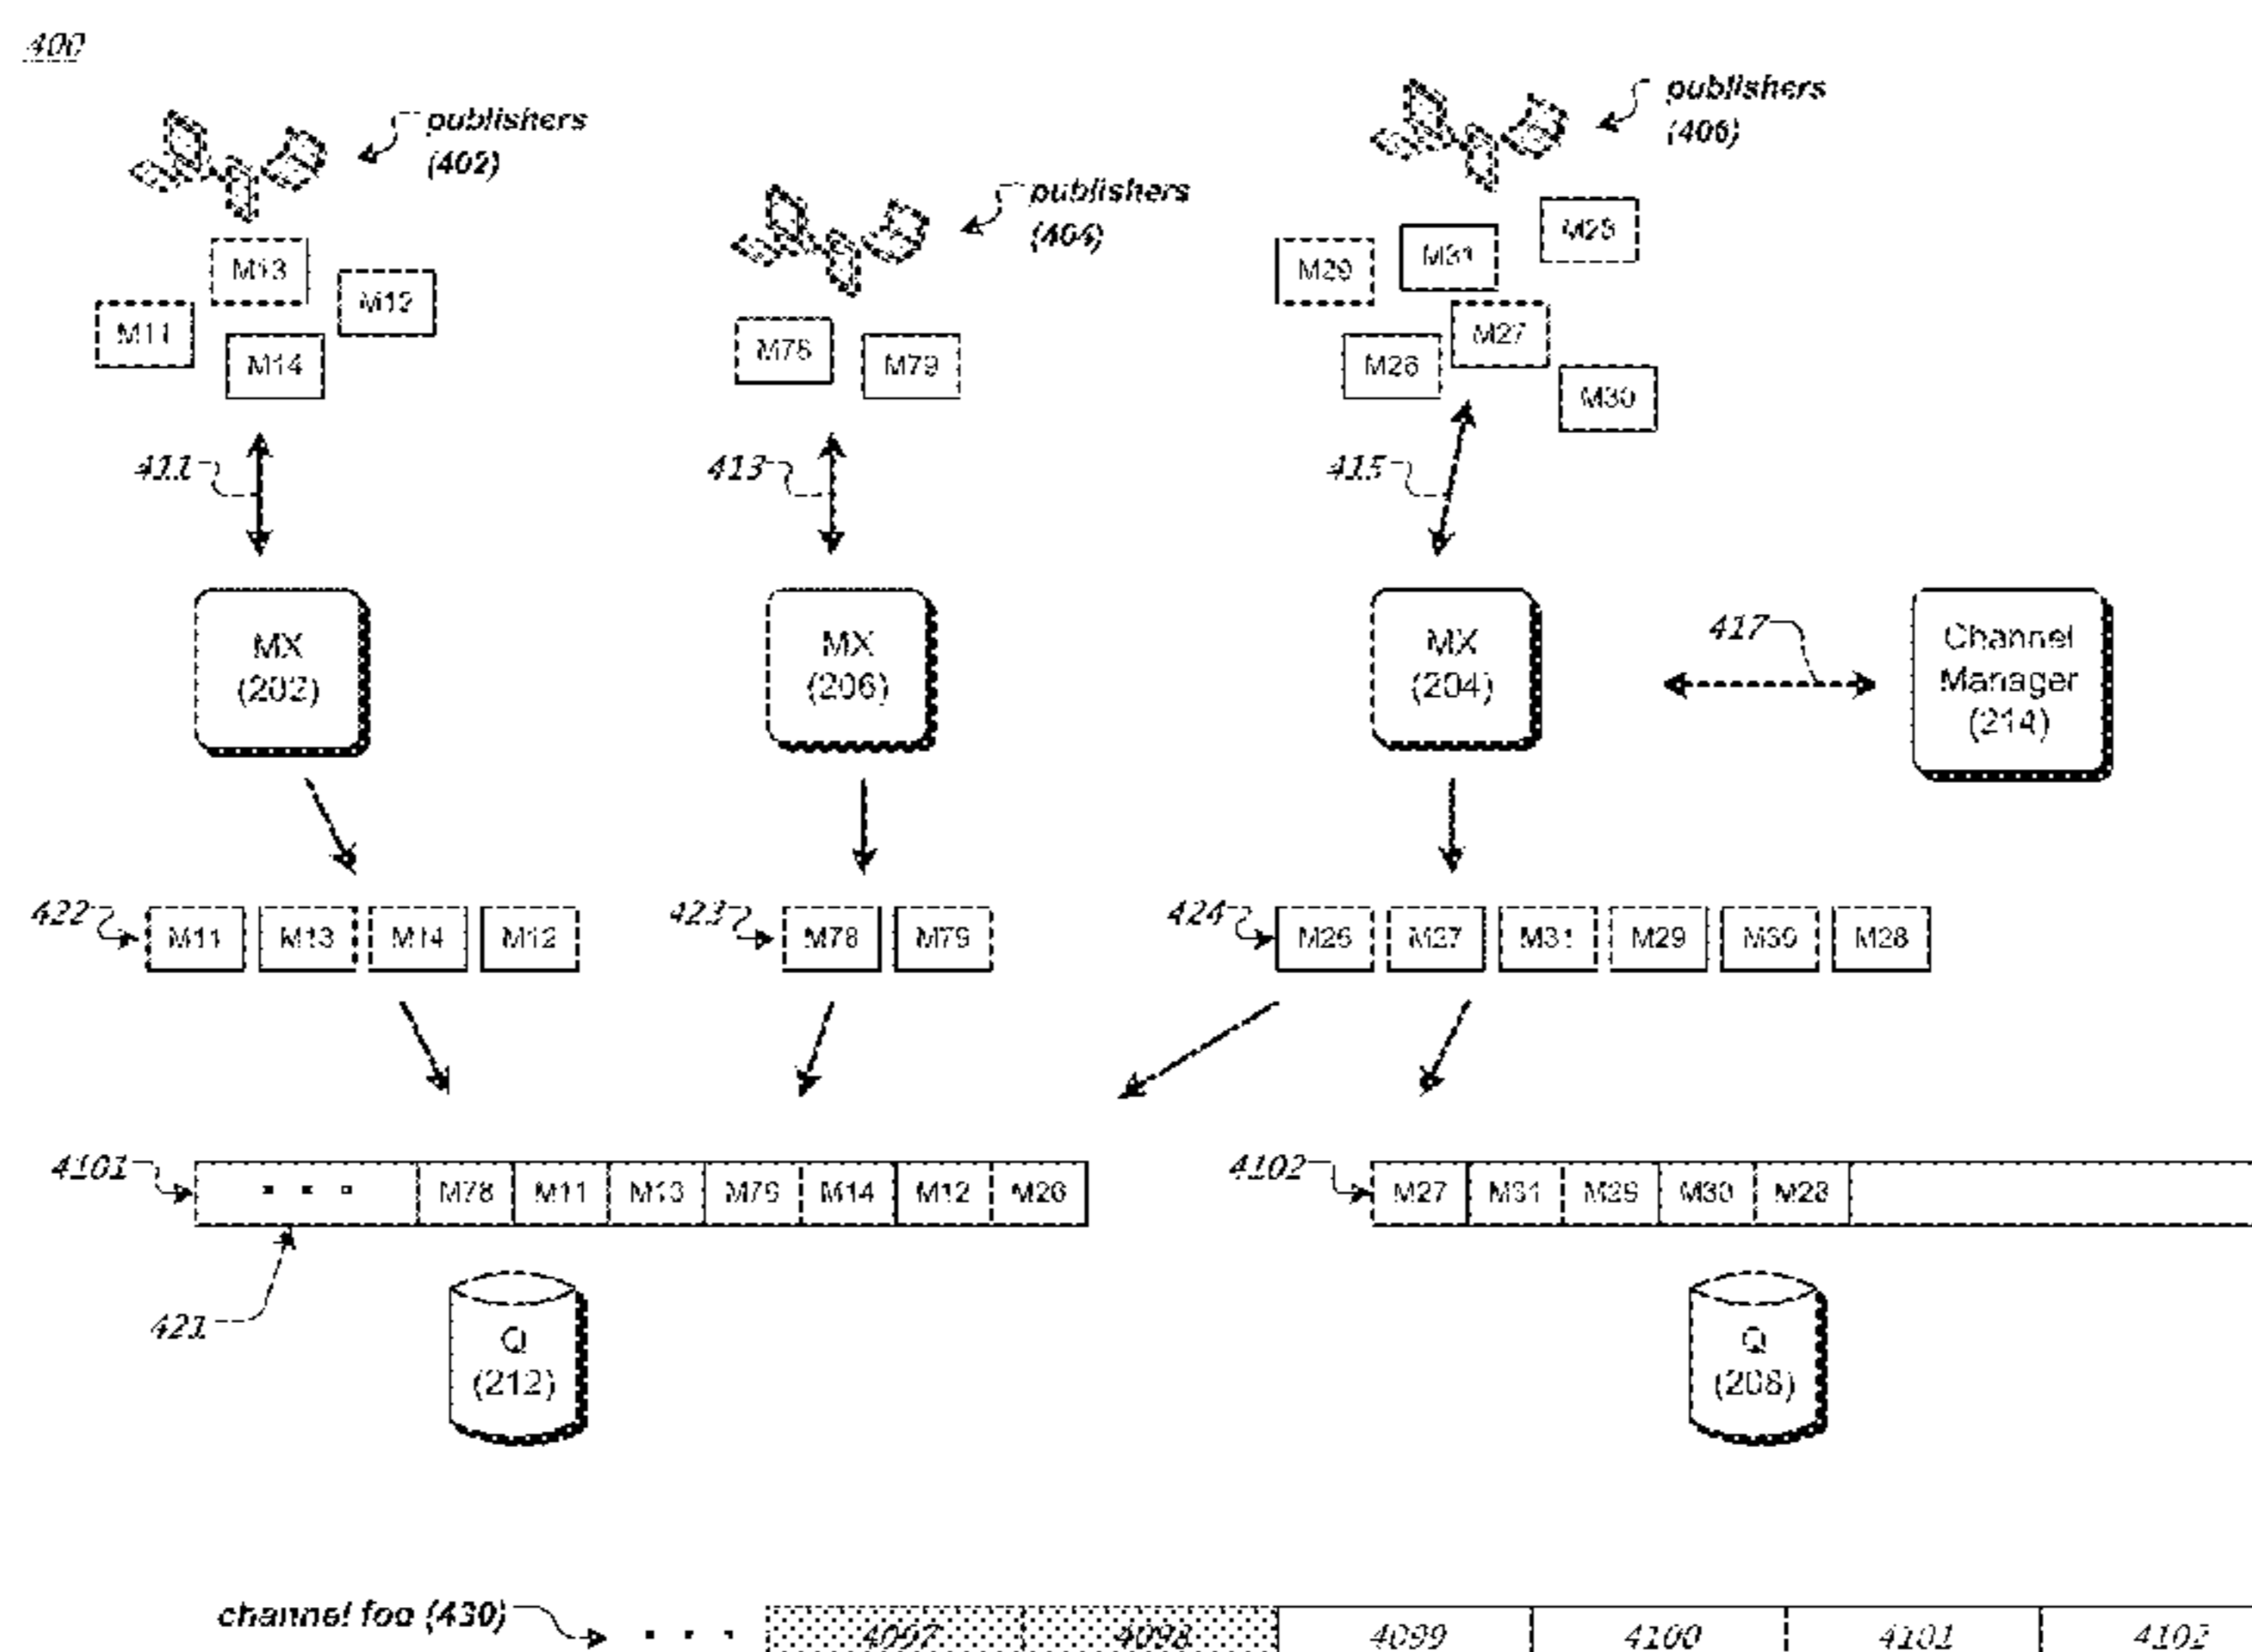 400
publishers
(402)
publishers
(404)
publishers
(406)
M13
M12
M11
M14
M78
M79
M29
M31
M28
M27
M26
M30
411
413
415
MX
(202)
MX
(206)
MX
(204)
417
Channel
Manager
(214)
422
M11 M13 M14 M12
423
M78 M79
424
M26 M27 M31 M29 M30 M28
4101
M78 M11 M13 M79 M14 M12 M26
4102
M27 M31 M29 M30 M28
421
Q
(212)
Q
(208)
channel foo (430)
4097 4098 4099 4100 4101 4102